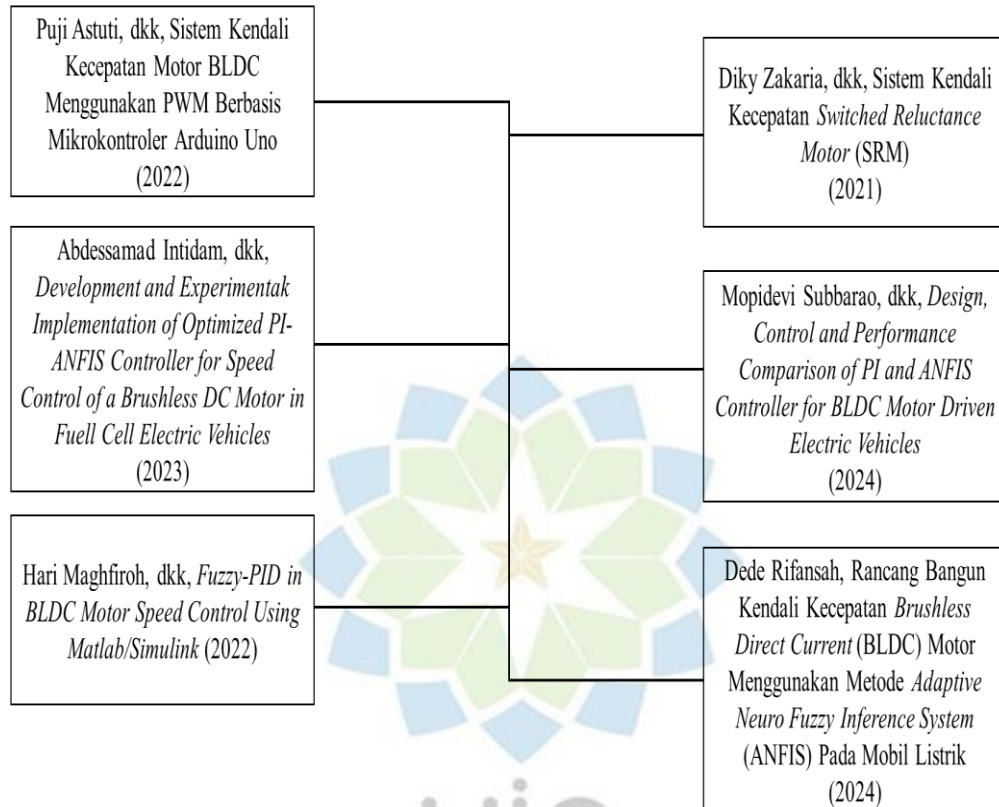 Puji Astuti, dkk, Sistem Kendali
Kecepatan Motor BLDC
Menggunakan PWM Berbasis
Mikrokontroler Arduino Uno
(2022)
Abdessamad Intidam, dkk,
Development and Experimentak
Implementation of Optimized PI-
ANFIS Controller for Speed
Control of a Brushless DC Motor in
Fuell Cell Electric Vehicles
(2023)
Hari Maghfiroh, dkk, Fuzzy-PID in
BLDC Motor Speed Control Using
Matlab/Simulink (2022)
Diky Zakaria, dkk, Sistem Kendali
Kecepatan Switched Reluctance
Motor (SRM)
(2021)
Mopidevi Subbarao, dkk, Design,
Control and Performance
Comparison of PI and ANFIS
Controller for BLDC Motor Driven
Electric Vehicles
(2024)
Dede Rifansah, Rancang Bangun
Kendali Kecepatan Brushless
Direct Current (BLDC) Motor
Menggunakan Metode Adaptive
Neuro Fuzzy Inference System
(ANFIS) Pada Mobil Listrik
(2024)